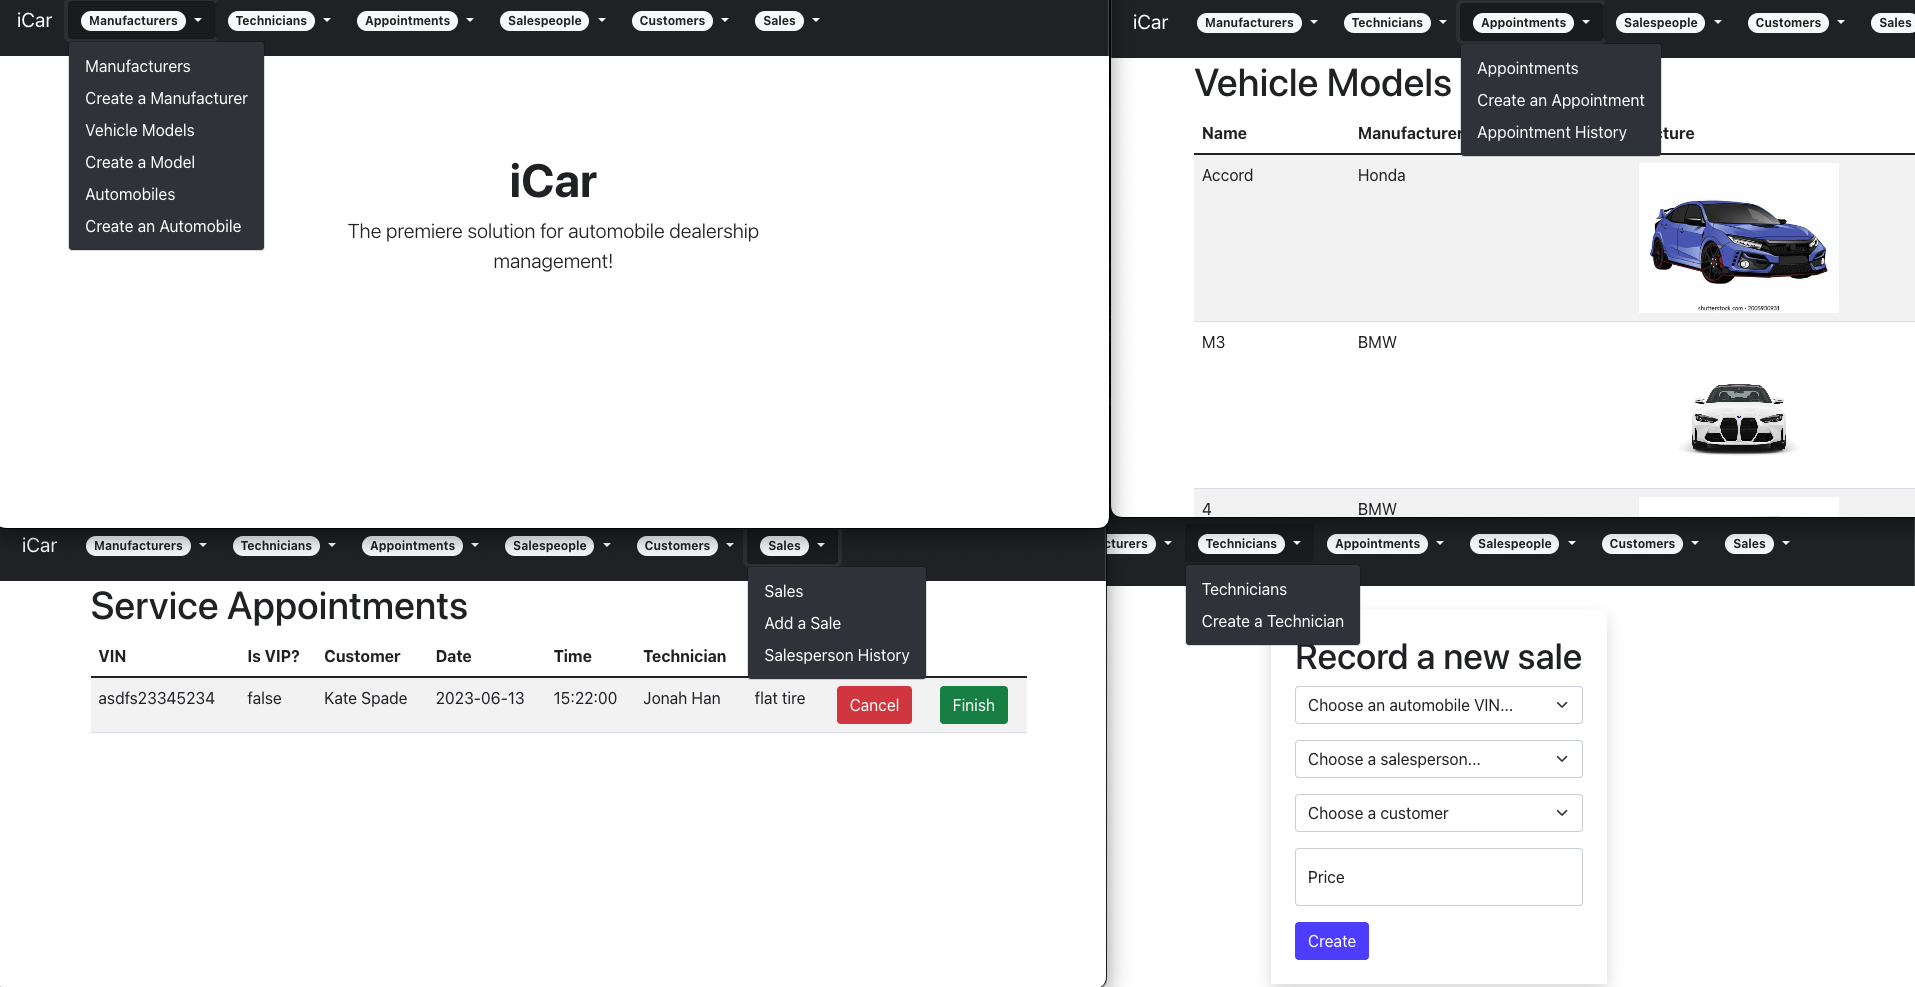 iCar Manufacturers Technicians Appointments Salespeople Customers Sales
Manufacturers
Create a Manufacturer
Vehicle Models
Create a Model
Automobiles
Create an Automobile
iCar
The premiere solution for automobile dealership
management!
iCar Manufacturers Technicians Appointments Salespeople Customers Sales
Appointments
Create an Appointment
Appointment History
Vehicle Models
Name Manufacturer cture
Accord Honda
shutterstock.com · 2005930931
M3 BMW
4 BMW
iCar Manufacturers Technicians Appointments Salespeople Customers Sales
Sales
Add a Sale
Salesperson History
Service Appointments
VIN Is VIP? Customer Date Time Technician
asdfs23345234 false Kate Spade 2023-06-13 15:22:00 Jonah Han flat tire Cancel Finish
cturers Technicians Appointments Salespeople Customers Sales
Technicians
Create a Technician
Record a new sale
Choose an automobile VIN...
Choose a salesperson...
Choose a customer
Price
Create